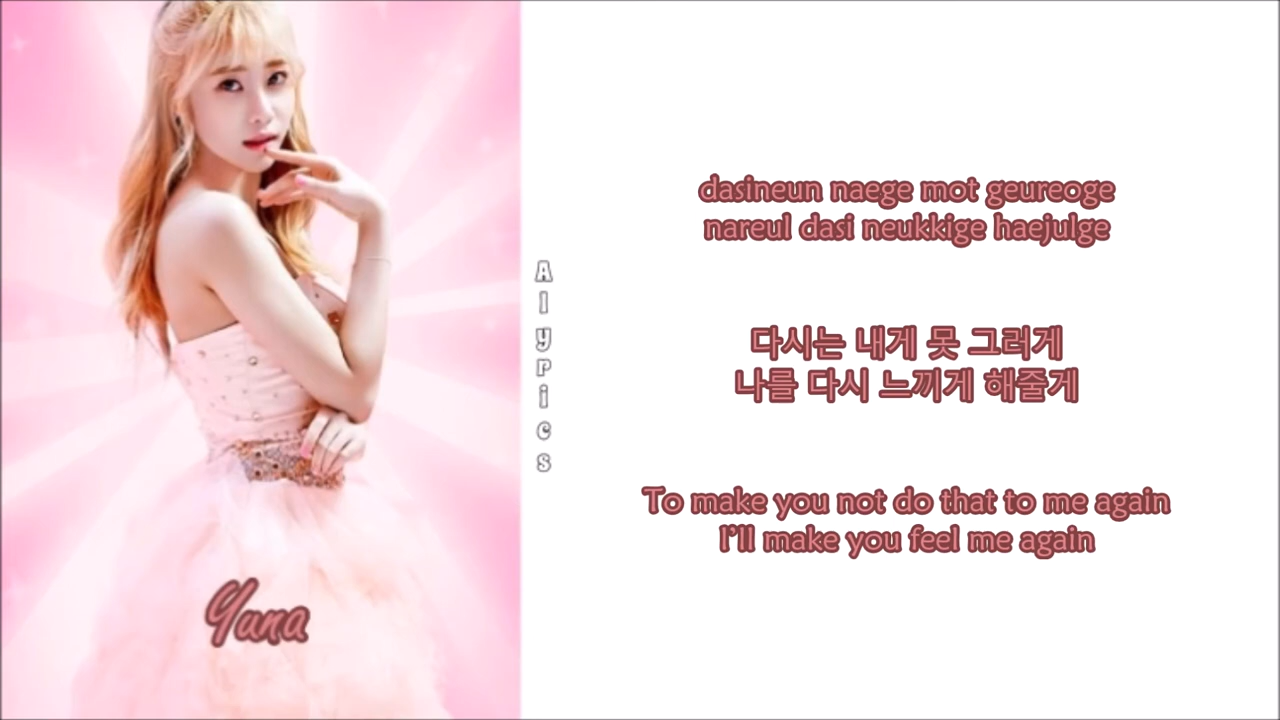 dasineun naege mot geureoge
nareul dasi neukkige haejulge
다시는 내게 못 그러게
나를 다시 느끼게 해줄게
To make you not do that to me again
I'll make you feel me again
Alyrics
Yuna